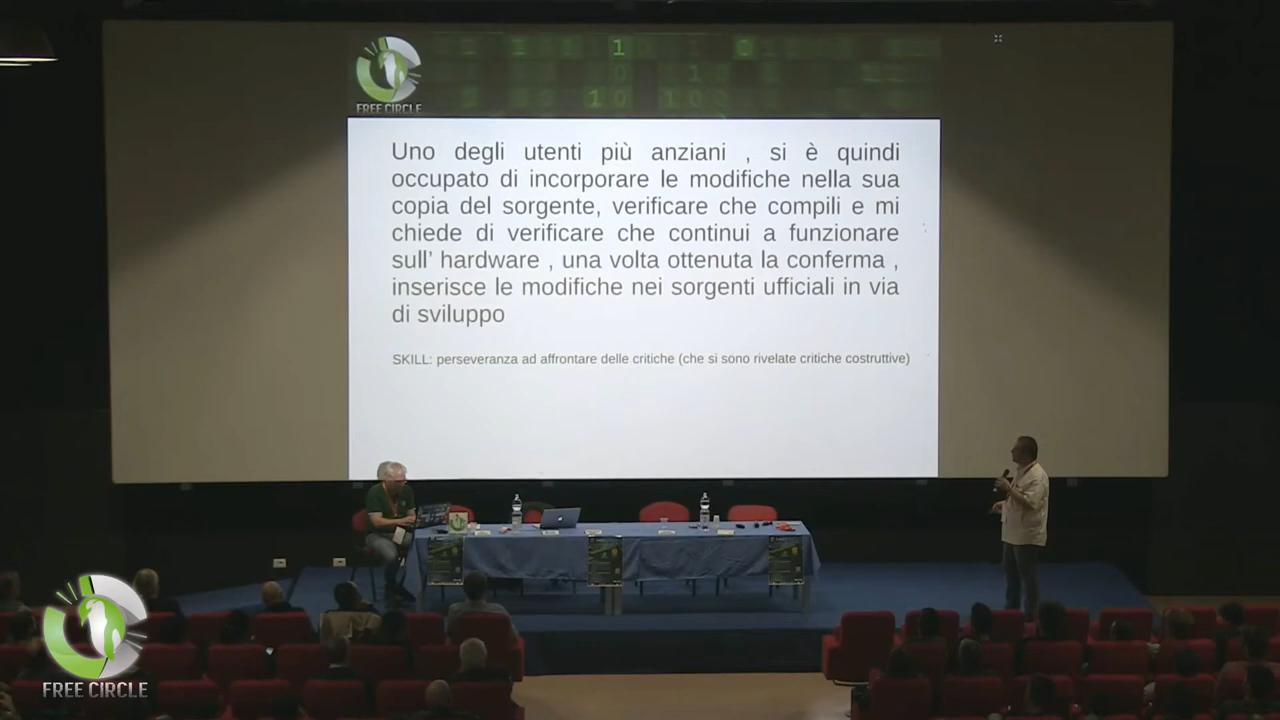 FREE CIRCLE
Uno degli utenti più anziani , si è quindi
occupato di incorporare le modifiche nella sua
copia del sorgente, verificare che compili e mi
chiede di verificare che continui a funzionare
sull' hardware , una volta ottenuta la conferma ,
inserisce le modifiche nei sorgenti ufficiali in via
di sviluppo
SKILL: perseveranza ad affrontare delle critiche (che si sono rivelate critiche costruttive)
FREE CIRCLE